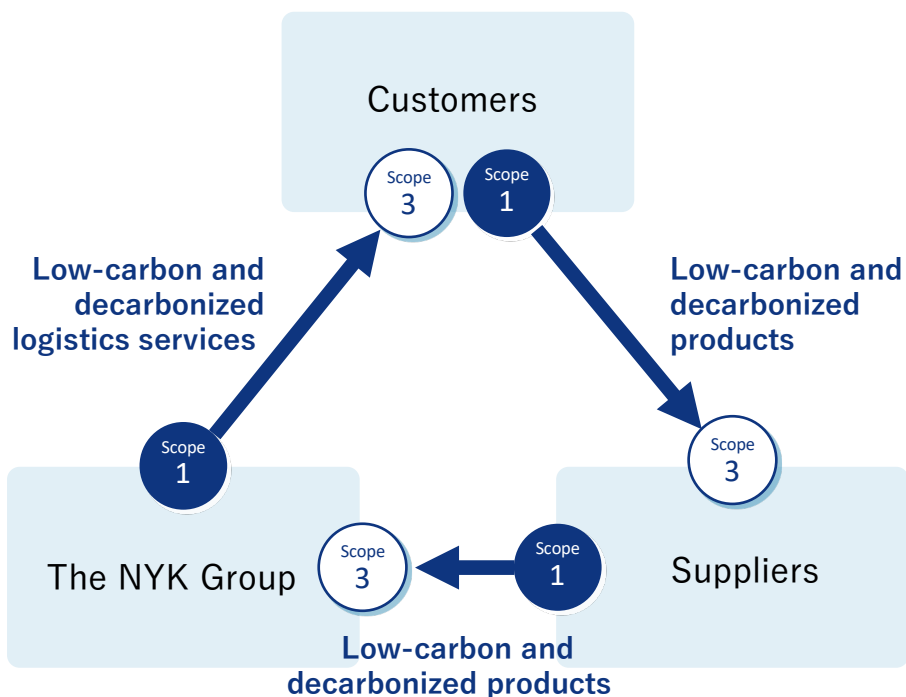 Customers
Scope
3
Scope
1
Low-carbon and
decarbonized
logistics services
Low-carbon and
decarbonized
products
Scope
1
Scope
3
The NYK Group
Scope
3
Scope
1
Suppliers
Low-carbon and
decarbonized products